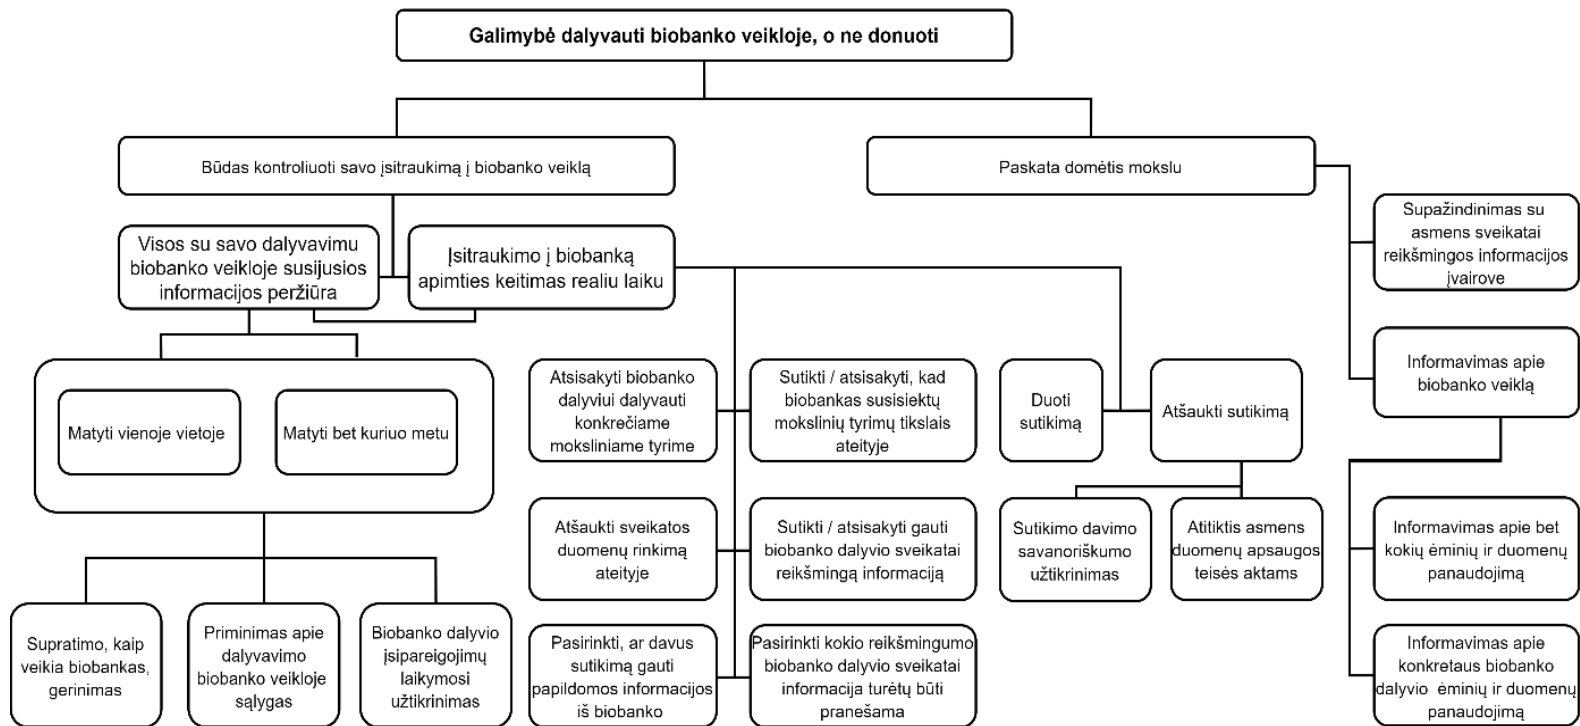 Galimybė dalyvauti biobanko veikloje, o ne donuoti
Būdas kontroliuoti savo įsitraukimą į biobanko veiklą
Paskata domėtis mokslu
Visos su savo dalyvavimu
biobanko veikloje susijusios
informacijos peržiūra
Įsitraukimo į biobanką
apimties keitimas realiu laiku
Supažindinimas su
asmens sveikatai
reikšmingos informacijos
įvairove
Informavimas apie
biobanko veiklą
Matyti vienoje vietoje
Matyti bet kuriuo metu
Atsisakyti biobanko
dalyviui dalyvauti
konkrečiame
moksliniame tyrime
Sutikti / atsisakyti, kad
biobankas susisiektų
mokslinių tyrimų tikslais
ateityje
Duoti
sutikimą
Atšaukti sutikimą
Atšaukti sveikatos
duomenų rinkimą
ateityje
Sutikti / atsisakyti gauti
biobanko dalyvio sveikatai
reikšmingą informaciją
Sutikimo davimo
savanoriškumo
užtikrinimas
Atitiktis asmens
duomenų apsaugos
teisės aktams
Informavimas apie bet
kokių ėminių ir duomenų
panaudojimą
Supratimo, kaip
veikia biobankas,
gerinimas
Priminimas apie
dalyvavimo
biobanko veikloje
sąlygas
Biobanko dalyvio
įsipareigojimų
laikymosi
užtikrinimas
Pasirinkti, ar davus
sutikimą gauti
papildomos informacijos
iš biobanko
Pasirinkti kokio reikšmingumo
biobanko dalyvio sveikatai
informacija turėtų būti
pranešama
Informavimas apie
konkretaus biobanko
dalyvio ėminių ir duomenų
panaudojimą